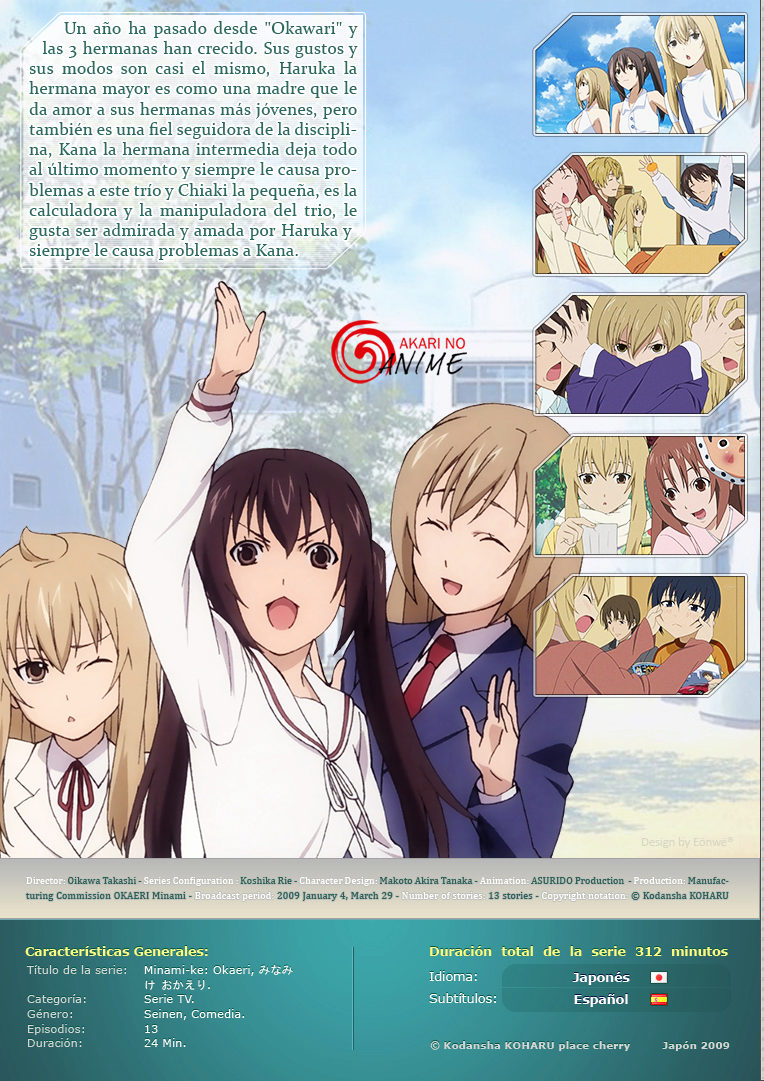 Un año ha pasado desde "Okawari" y
las 3 hermanas han crecido. Sus gustos y
sus modos son casi el mismo, Haruka la
hermana mayor es como una madre que le
da amor a sus hermanas más jóvenes, pero
también es una fiel seguidora de la discipli-
na, Kana la hermana intermedia deja todo
al último momento y siempre le causa pro-
blemas a este trío y Chiaki la pequeña, es la
calculadora y la manipuladora del trio, le
gusta ser admirada y amada por Haruka y
siempre le causa problemas a Kana.
AKARI NO
ANIME
Design by Eönwë®
Director: Oikawa Takashi - Series Configuration : Koshika Rie - Character Design: Makoto Akira Tanaka - Animation: ASURIDO Production - Production: Manufac-
turing Commission OKAERI Minami - Broadcast period: 2009 January 4, March 29 - Number of stories: 13 stories - Copyright notation: © Kodansha KOHARU
Características Generales:
Título de la serie: Minami-ke: Okaeri, みなみ
け おかえり.
Categoría: Serie TV.
Género: Seinen, Comedia.
Episodios: 13
Duración: 24 Min.
Duración total de la serie 312 minutos
Idioma: Japonés
Subtítulos: Español
© Kodansha KOHARU place cherry Japón 2009